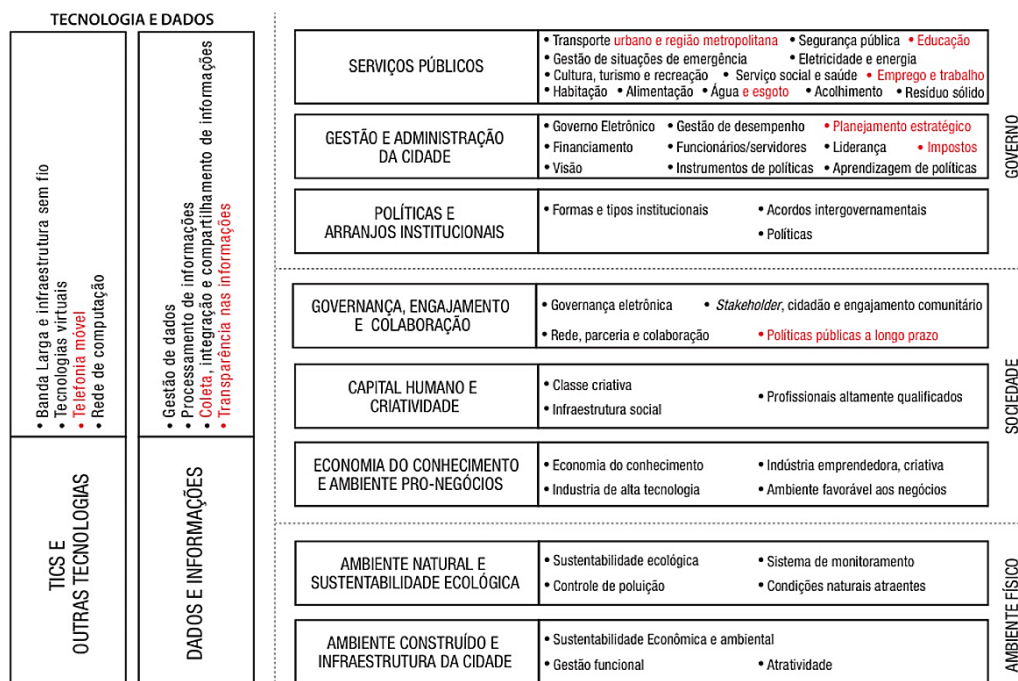 TECNOLOGIA E DADOS
• Banda Larga e infraestrutura sem fio
• Tecnologias virtuais
• Telefonia móvel
• Rede de computação
TICS E
OUTRAS TECNOLOGIAS
• Gestão de dados
• Processamento de informações
• Coleta, integração e compartilhamento de informações
• Transparência nas informações
DADOS E INFORMAÇÕES
SERVIÇOS PÚBLICOS
• Transporte urbano e região metropolitana • Segurança pública • Educação
• Gestão de situações de emergência • Eletricidade e energia
• Cultura, turismo e recreação • Serviço social e saúde • Emprego e trabalho
• Habitação • Alimentação • Água e esgoto • Acolhimento • Resíduo sólido
GESTÃO E ADMINISTRAÇÃO
DA CIDADE
• Governo Eletrônico • Gestão de desempenho • Planejamento estratégico
• Financiamento • Funcionários/servidores • Liderança • Impostos
• Visão • Instrumentos de políticas • Aprendizagem de políticas
POLÍTICAS E
ARRANJOS INSTITUCIONAIS
• Formas e tipos institucionais • Acordos intergovernamentais
• Políticas
GOVERNO
GOVERNANÇA, ENGAJAMENTO
E COLABORAÇÃO
• Governança eletrônica • Stakeholder, cidadão e engajamento comunitário
• Rede, parceria e colaboração • Políticas públicas a longo prazo
CAPITAL HUMANO E
CRIATIVIDADE
• Classe criativa
• Profissionais altamente qualificados
• Infraestrutura social
ECONOMIA DO CONHECIMENTO
E AMBIENTE PRO-NEGÓCIOS
• Economia do conhecimento • Indústria emprendedora, criativa
• Industria de alta tecnologia • Ambiente favorável aos negócios
SOCIEDADE
AMBIENTE NATURAL E
SUSTENTABILIDADE ECOLÓGICA
• Sustentabilidade ecológica • Sistema de monitoramento
• Controle de poluição • Condições naturais atraentes
AMBIENTE CONSTRUÍDO E
INFRAESTRUTURA DA CIDADE
• Sustentabilidade Econômica e ambiental
• Gestão funcional • Atratividade
AMBIENTE FÍSICO